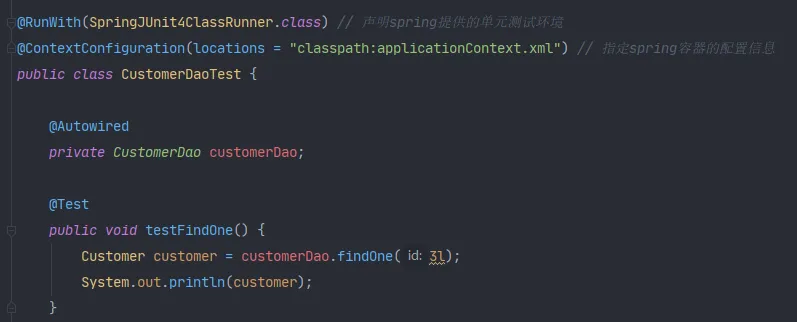 @RunWith(SpringJUnit4ClassRunner.class) // 声明spring提供的单元测试环境
@ContextConfiguration(locations = "classpath:applicationContext.xml") // 指定spring容器的配置信息
public class CustomerDaoTest {
@Autowired
private CustomerDao customerDao;
@Test
public void testFindOne() {
Customer customer = customerDao.findOne( id: 3l);
System.out.println(customer);
}